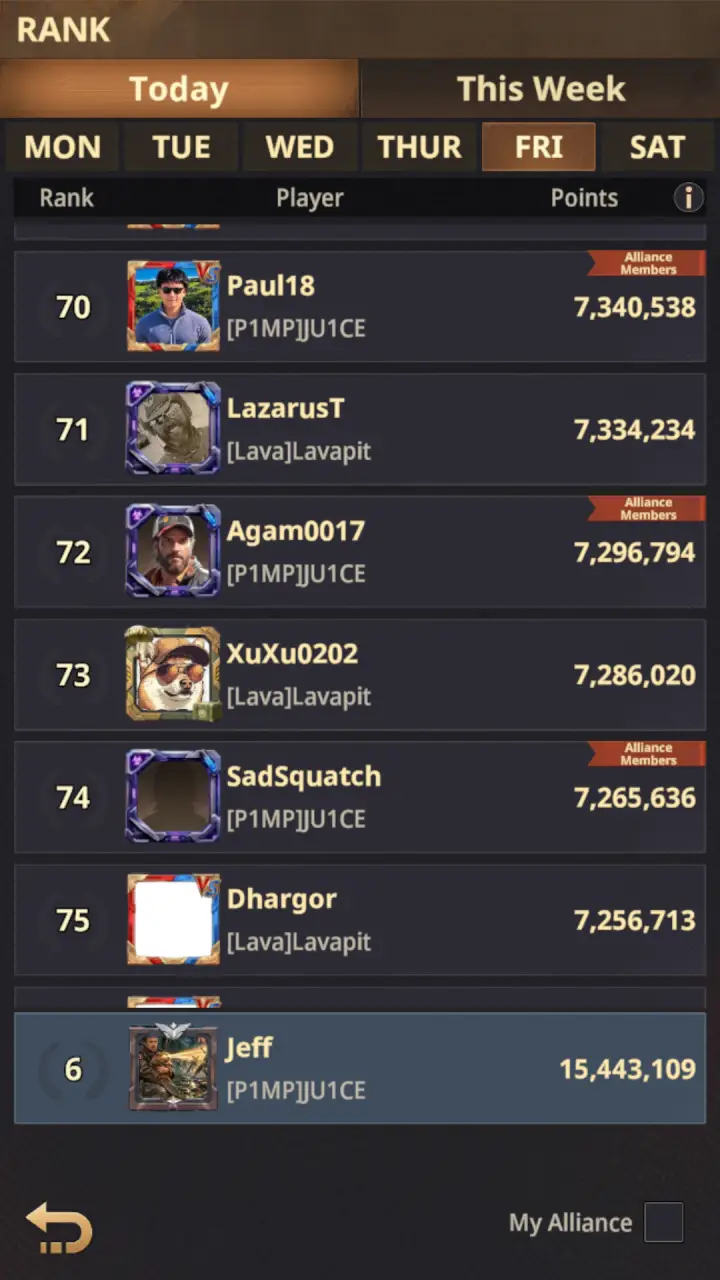 RANK
Today This Week
MON TUE WED THUR FRI SAT
Rank Player Points i
Alliance
Members
70 Paul18 7,340,538
[P1MP]JU1CE
71 LazarusT 7,334,234
[Lava]Lavapit
Alliance
Members
72 Agam0017 7,296,794
[P1MP]JU1CE
73 XuXu0202 7,286,020
[Lava]Lavapit
Alliance
Members
74 SadSquatch 7,265,636
[P1MP]JU1CE
75 Dhargor 7,256,713
[Lava]Lavapit
6 Jeff 15,443,109
[P1MP]JU1CE
My Alliance